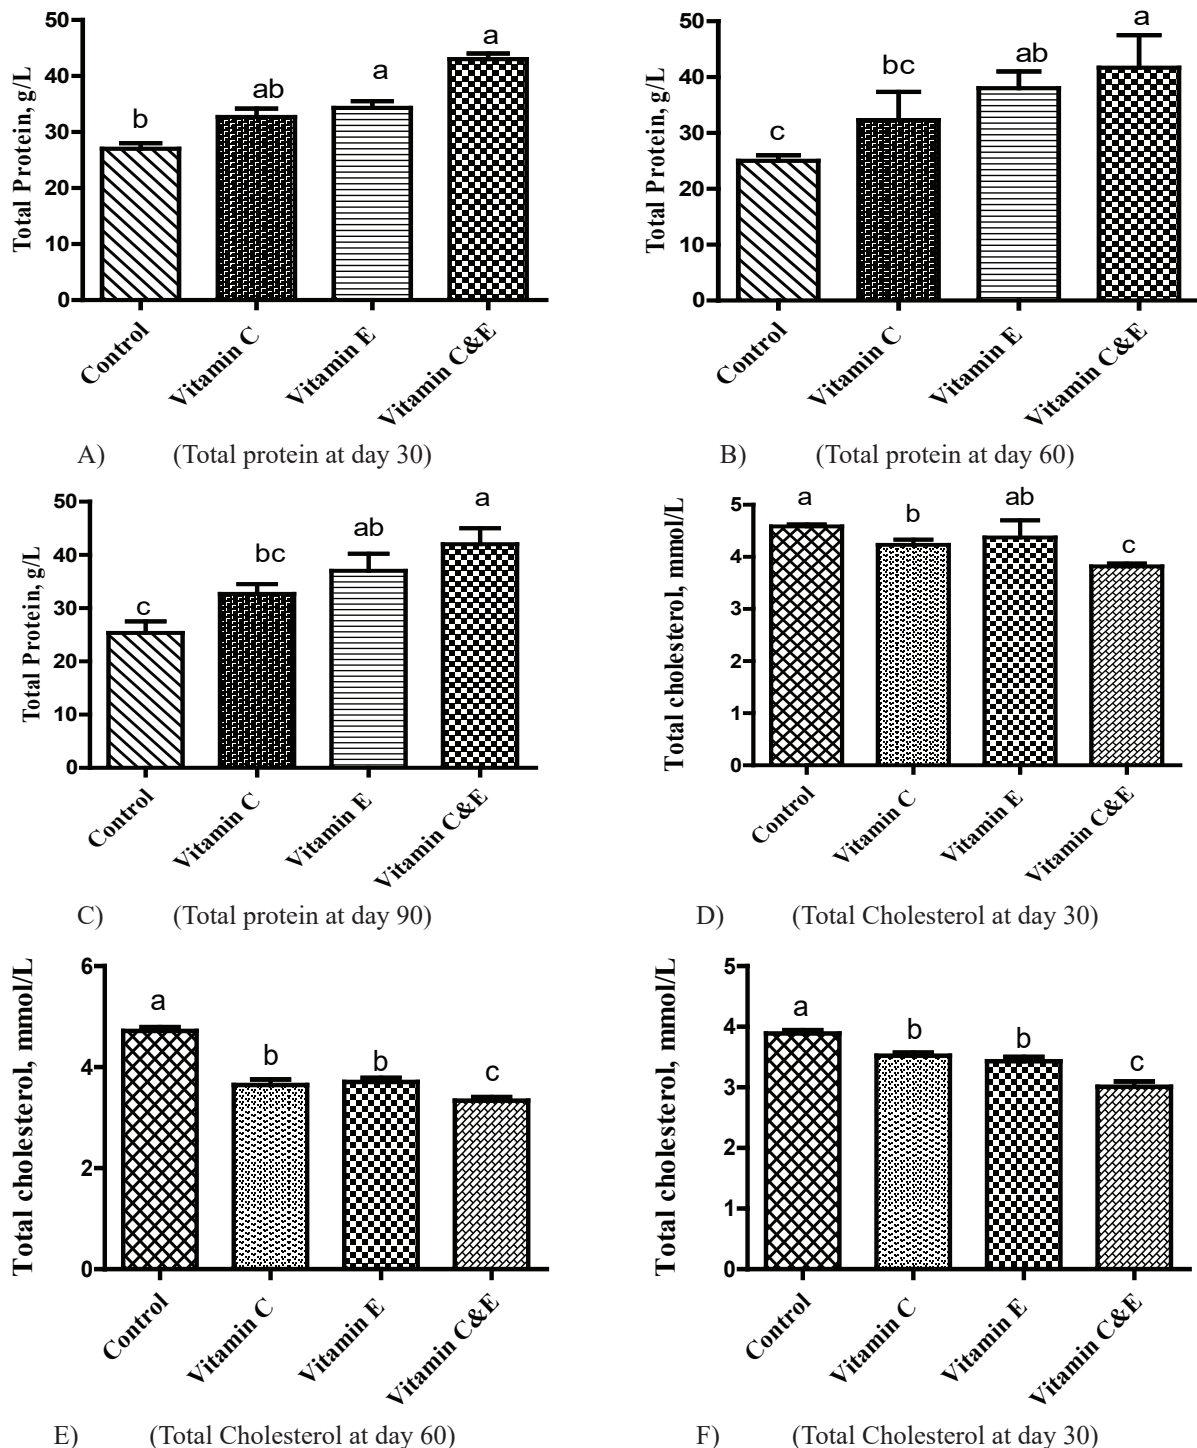 50
40
30
20
10
0
Total Protein, g/L
b
ab
a
a
Control
Vitamin C
Vitamin E
Vitamin C&E
A) (Total protein at day 30)
50
40
30
20
10
0
Total Protein, g/L
c
bc
ab
a
Control
Vitamin C
Vitamin E
Vitamin C&E
B) (Total protein at day 60)
50
40
30
20
10
0
Total Protein, g/L
c
bc
ab
a
Control
Vitamin C
Vitamin E
Vitamin C&E
C) (Total protein at day 90)
5
4
3
2
1
0
Total cholesterol, mmol/L
a
b
ab
c
Control
Vitamin C
Vitamin E
Vitamin C&E
D) (Total Cholesterol at day 30)
6
4
2
0
Total cholesterol, mmol/L
a
b
b
c
Control
Vitamin C
Vitamin E
Vitamin C&E
E) (Total Cholesterol at day 60)
5
4
3
2
1
0
Total cholesterol, mmol/L
a
b
b
c
Control
Vitamin C
Vitamin E
Vitamin C&E
F) (Total Cholesterol at day 30)